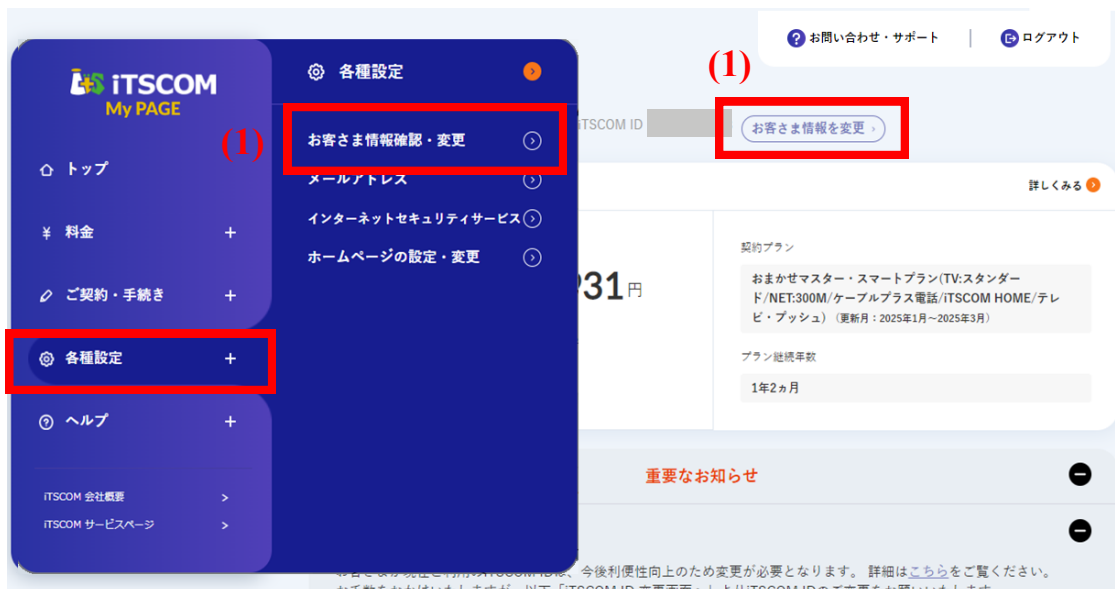 お問い合わせ・サポート
ログアウト
iTSCOM
My PAGE
(1)
トップ
¥ 料金 +
ご契約・手続き +
各種設定 +
ヘルプ +
iTSCOM 会社概要 >
iTSCOM サービスページ >
各種設定
お客さま情報確認・変更
メールアドレス
インターネットセキュリティサービス
ホームページの設定・変更
(1)
iTSCOM ID
お客さま情報を変更
詳しくみる
931円
契約プラン
おまかせマスター・スマートプラン(TV:スタンダー
ド/NET:300M/ケーブルプラス電話/iTSCOM HOME/テレ
ビ・プッシュ) (更新月:2025年1月~2025年3月)
プラン継続年数
1年2ヵ月
重要なお知らせ
は、今後利便性向上のため変更が必要となります。 詳細はこちらをご覧ください。